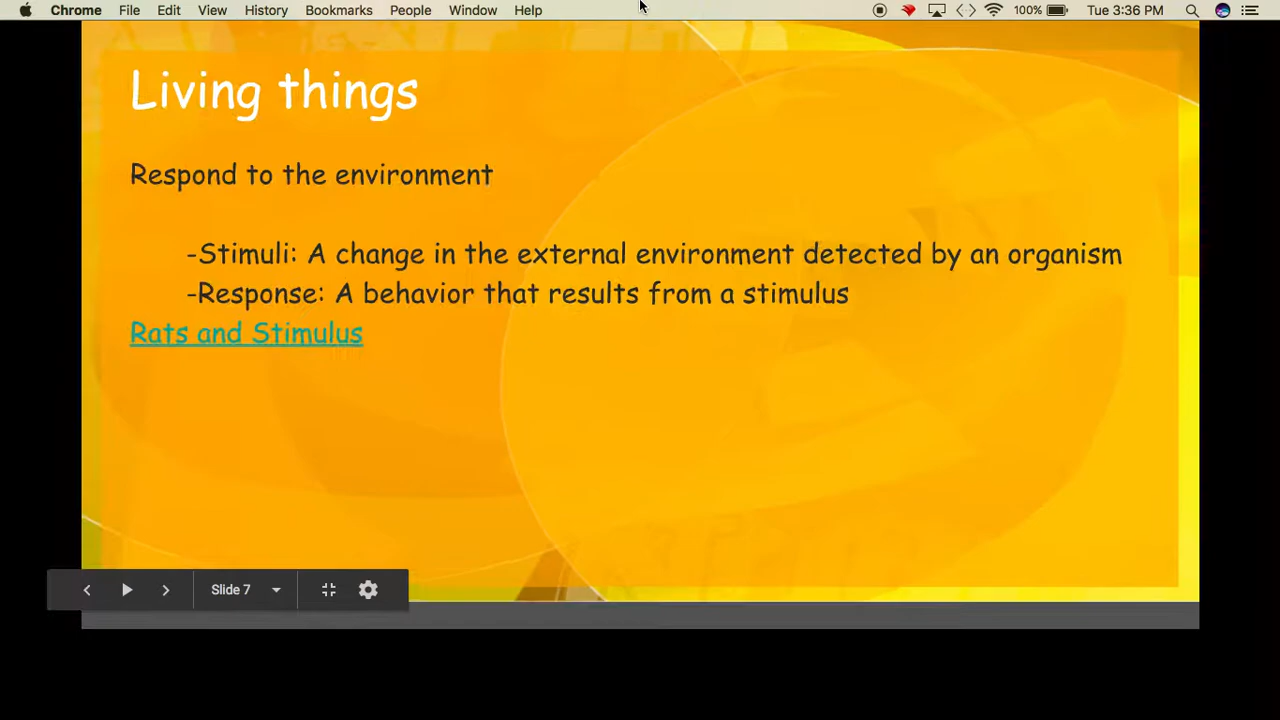 Chrome File Edit View History Bookmarks People Window Help 100% Tue 3:36 PM
Living things
Respond to the environment
-Stimuli: A change in the external environment detected by an organism
-Response: A behavior that results from a stimulus
Rats and Stimulus
Slide 7